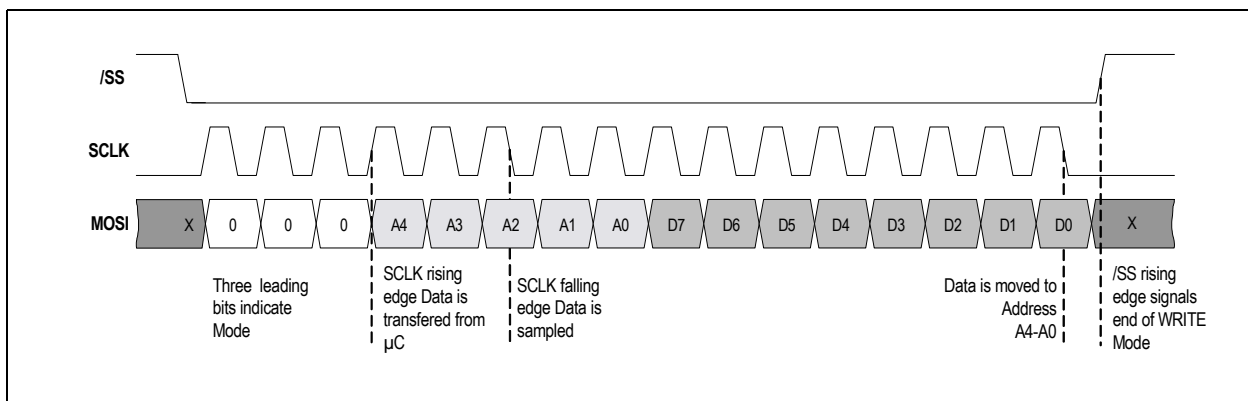 /SS
SCLK
MOSI X 0 0 0 A4 A3 A2 A1 A0 D7 D6 D5 D4 D3 D2 D1 D0 X
Three leading
bits indicate
Mode
SCLK rising
edge Data is
transfered from
µC
SCLK falling
edge Data is
sampled
Data is moved to
Address
A4-A0
/SS rising
edge signals
end of WRITE
Mode